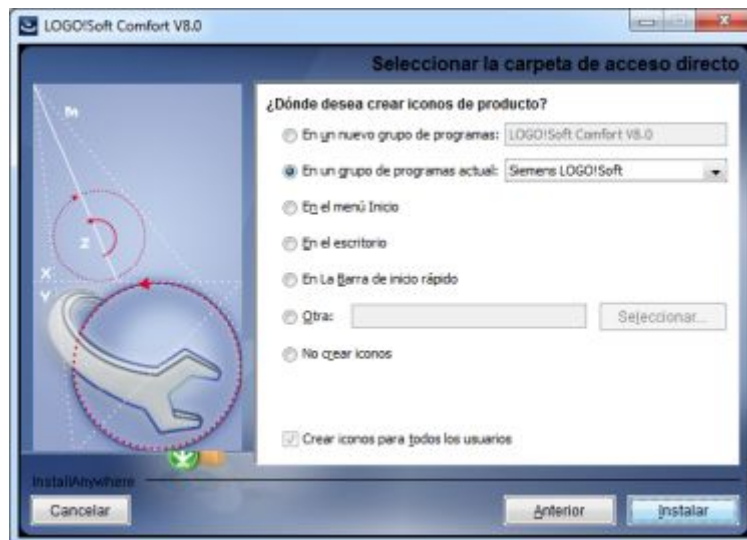 LOGO!Soft Comfort V8.0
Seleccionar la carpeta de acceso directo
¿Dónde desea crear iconos de producto?
En un nuevo grupo de programas: LOGO!Soft Comfort V8.0
En un grupo de programas actual: Siemens LOGO!Soft
En el menú Inicio
En el escritorio
En La Barra de inicio rápido
Otra: Seleccionar...
No crear iconos
Crear iconos para todos los usuarios
M
Z
X
Y
InstallAnywhere
Cancelar Anterior Instalar